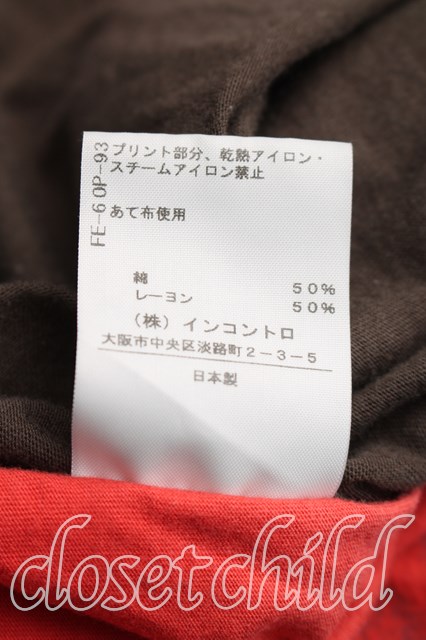 FE-60P-93
プリント部分、乾熱アイロン・
スチームアイロン禁止
あて布使用
綿 50%
レーヨン 50%
（株）インコントロ
大阪市中央区淡路町2-3-5
日本製
closetchild